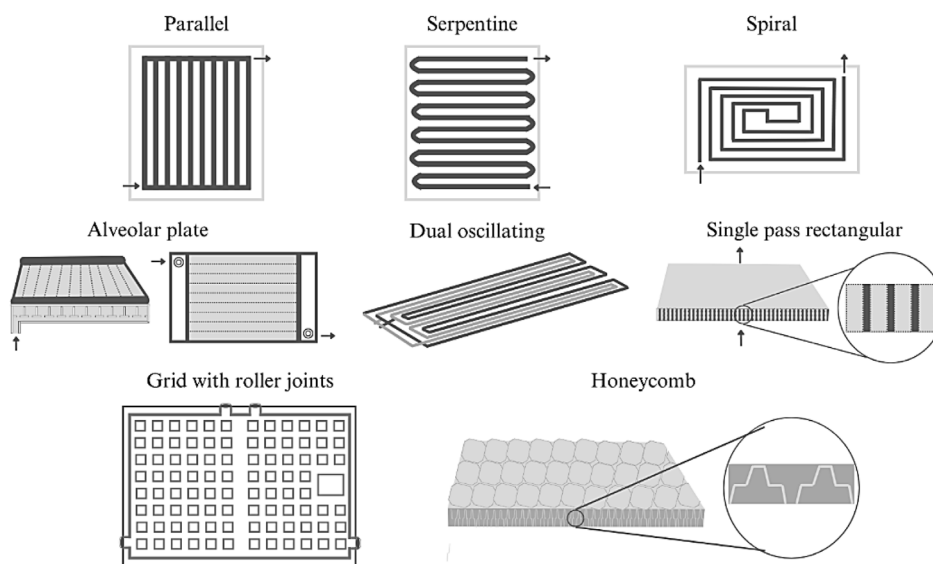 Parallel
Serpentine
Spiral
Alveolar plate
Dual oscillating
Single pass rectangular
Grid with roller joints
Honeycomb